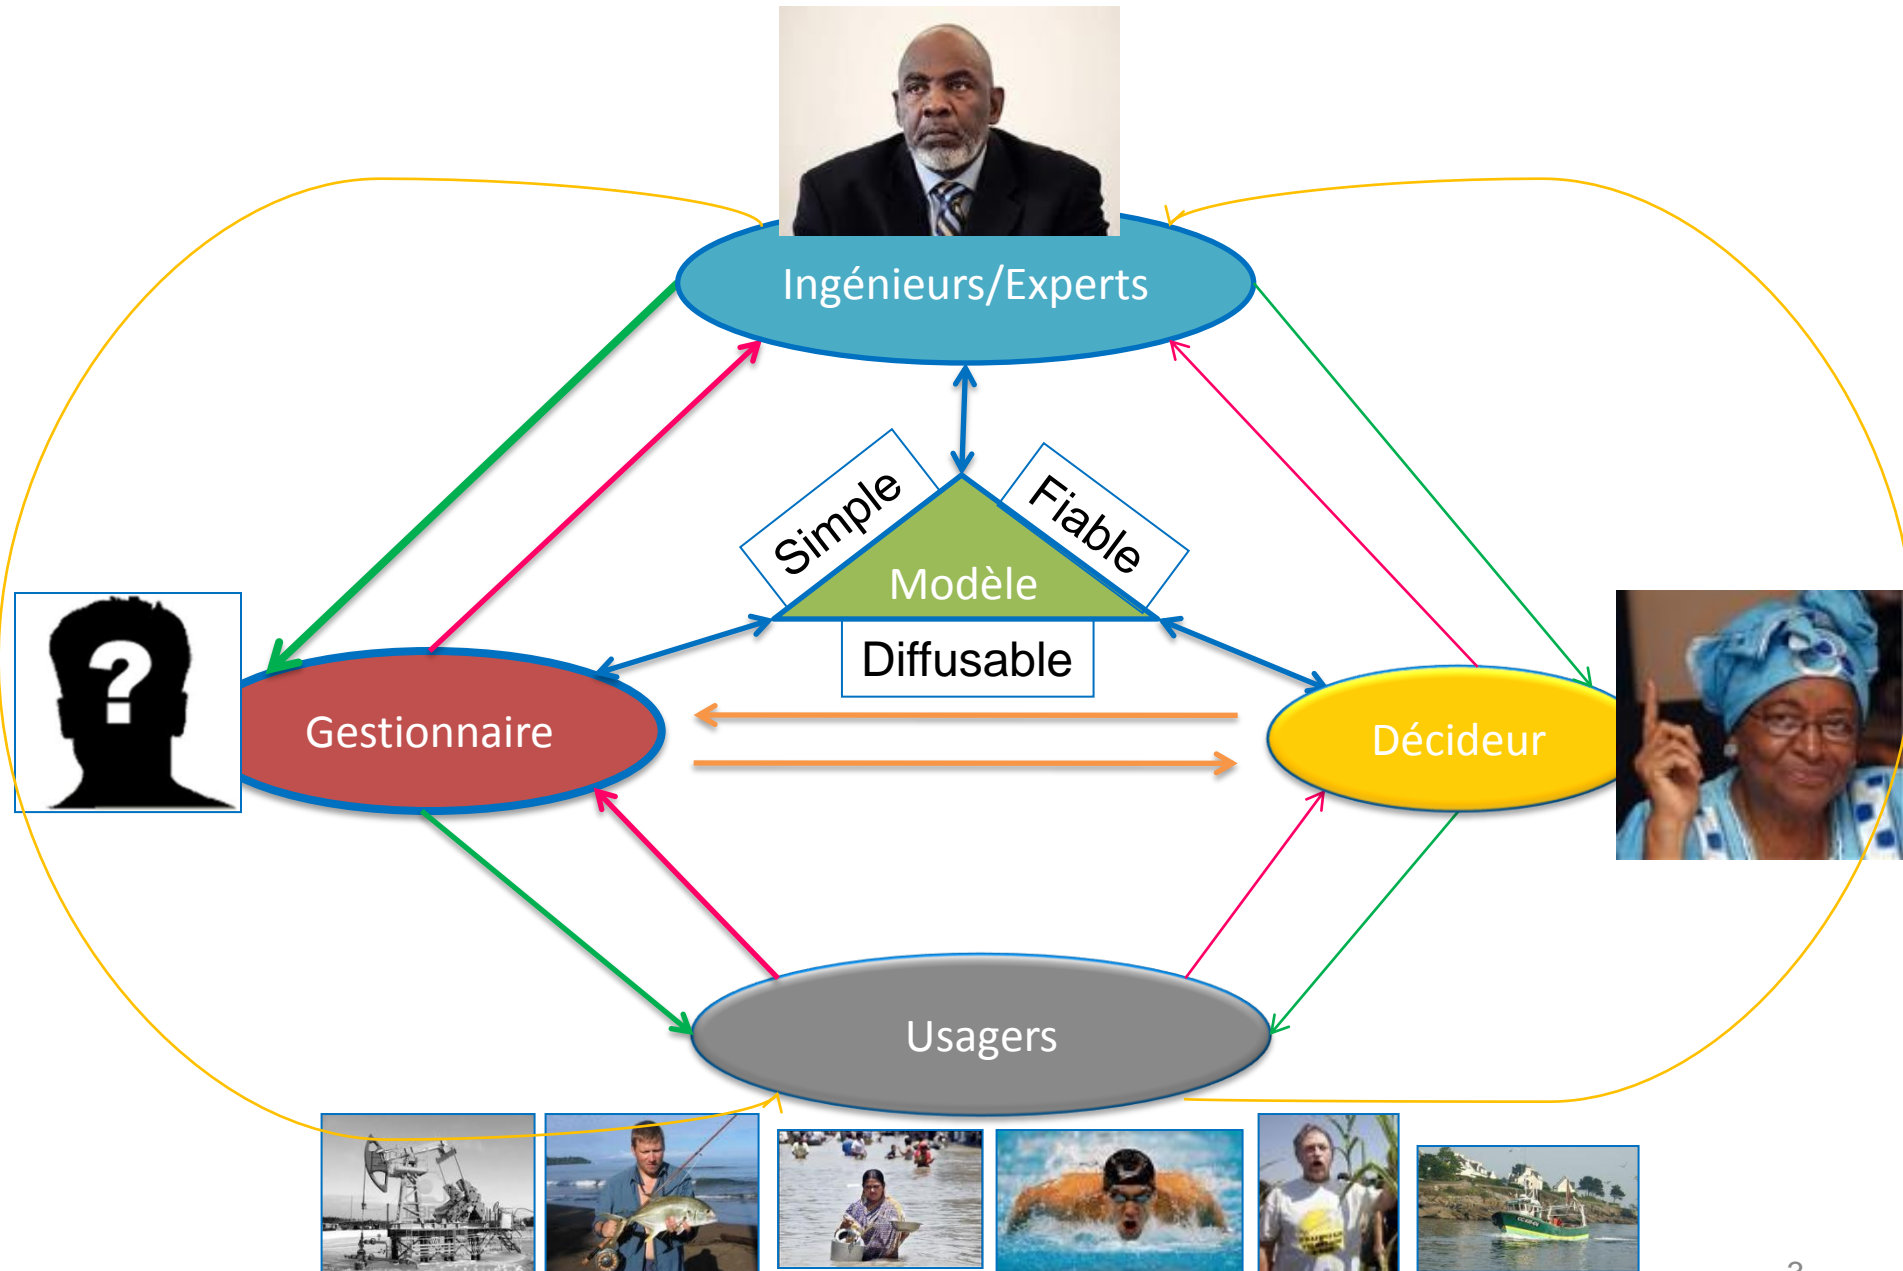 Ingénieurs/Experts
Simple
Fiable
Modèle
Diffusable
?
Gestionnaire
Décideur
Usagers